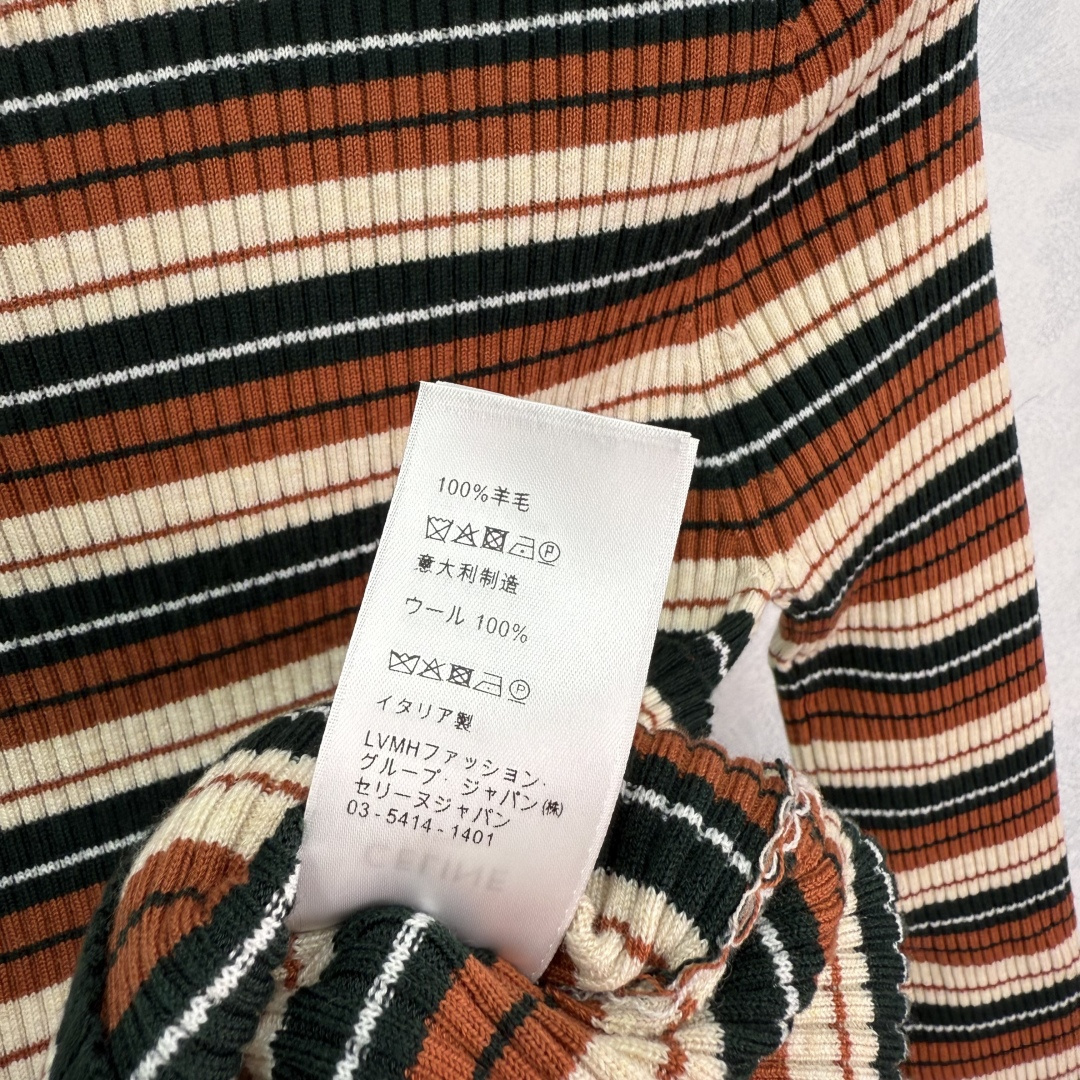 100%羊毛
P
意大利制造
ウール 100%
P
イタリア製
LVMHファッション.
グループ. ジャパン(株)
セリーヌジャパン
03-5414-1401
CELINE